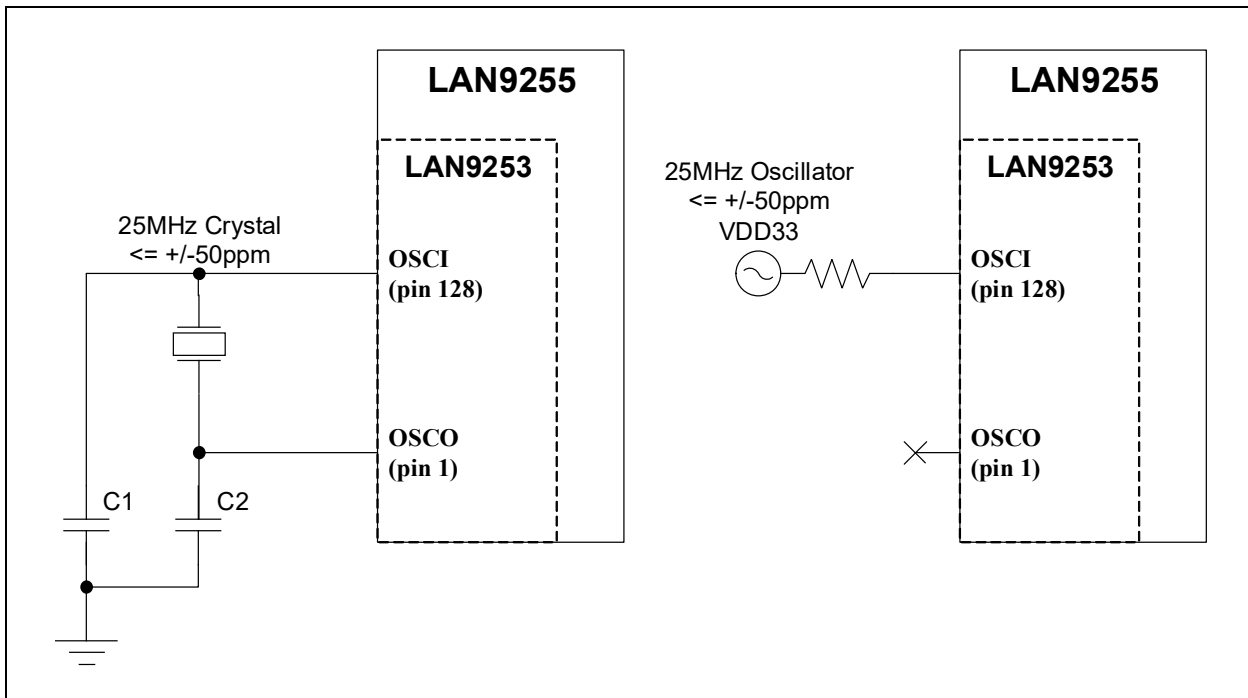 LAN9255
LAN9253
25MHz Crystal
<= +/-50ppm
OSCI
(pin 128)
OSCO
(pin 1)
C1
C2
LAN9255
LAN9253
25MHz Oscillator
<= +/-50ppm
VDD33
OSCI
(pin 128)
OSCO
(pin 1)